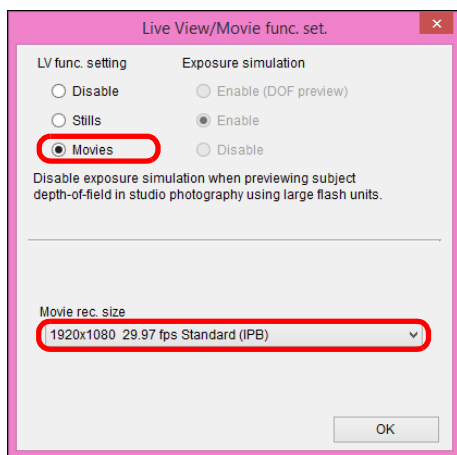 Live View/Movie func. set.
LV func. setting
Exposure simulation
Disable
Enable (DOF preview)
Stills
Enable
Movies
Disable
Disable exposure simulation when previewing subject
depth-of-field in studio photography using large flash units.
Movie rec. size
1920x1080 29.97 fps Standard (IPB)
OK